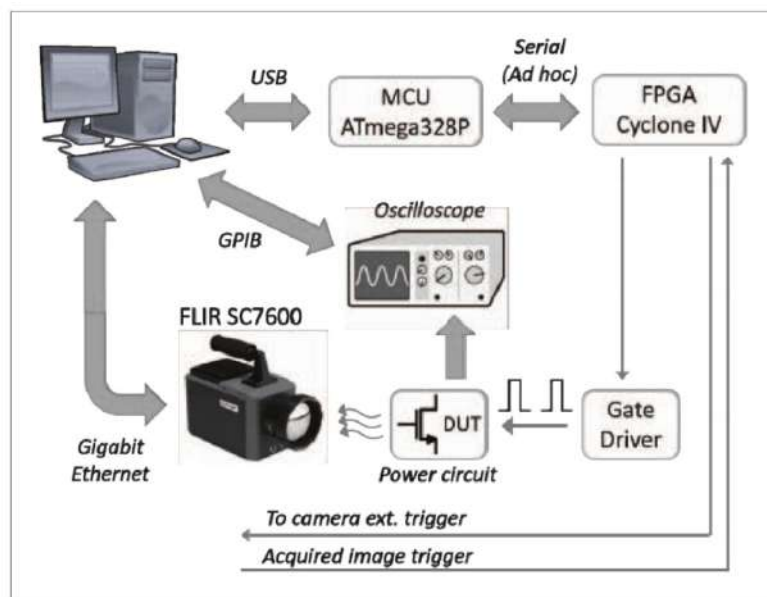 Serial
(Ad hoc)
USB
MCU
ATmega328P
FPGA
Cyclone IV
Oscilloscope
GPIB
FLIR SC7600
DUT
Gate
Driver
Gigabit
Ethernet
Power circuit
To camera ext. trigger
Acquired image trigger